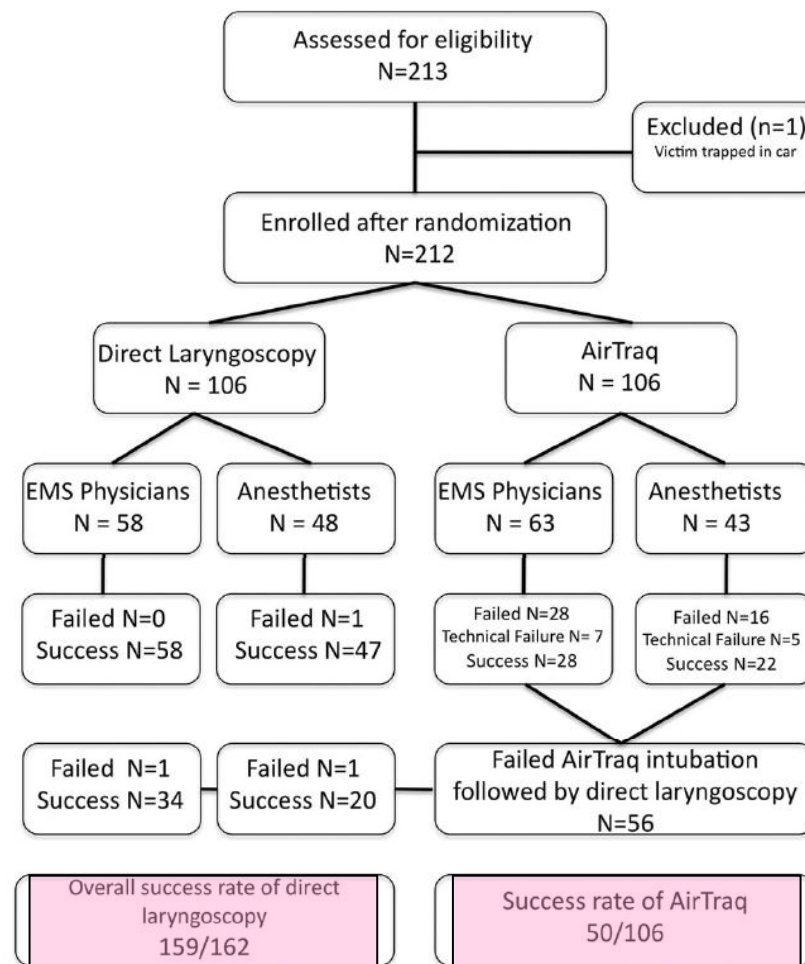 Assessed for eligibility
N=213
Excluded (n=1)
Victim trapped in car
Enrolled after randomization
N=212
Direct Laryngoscopy
N = 106
AirTraq
N = 106
EMS Physicians
N = 58
Anesthetists
N = 48
EMS Physicians
N = 63
Anesthetists
N = 43
Failed N=0
Success N=58
Failed N=1
Success N=47
Failed N=28
Technical Failure N= 7
Success N=28
Failed N=16
Technical Failure N=5
Success N=22
Failed N=1
Success N=34
Failed N=1
Success N=20
Failed AirTraq intubation
followed by direct laryngoscopy
N=56
Overall success rate of direct
laryngoscopy
159/162
Success rate of AirTraq
50/106